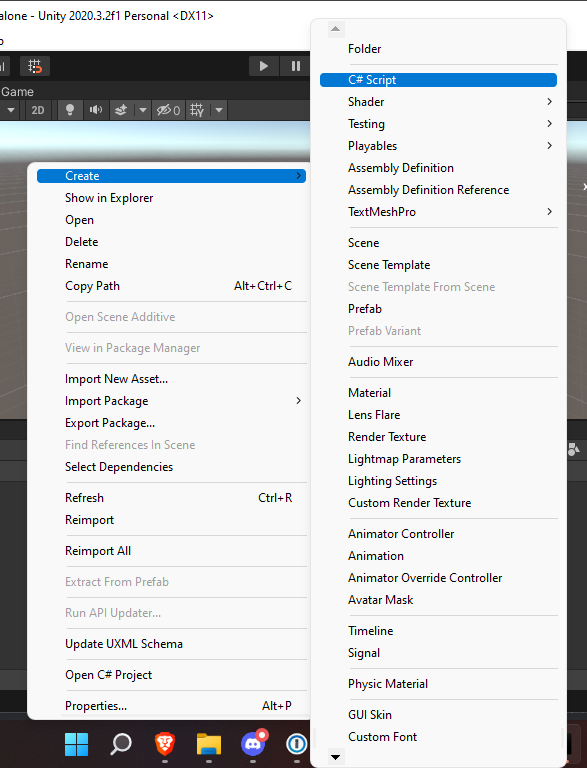 alone - Unity 2020.3.2f1 Personal <DX11>
Game
2D
0
Create
Show in Explorer
Open
Delete
Rename
Copy Path Alt+Ctrl+C
Open Scene Additive
View in Package Manager
Import New Asset...
Import Package
Export Package...
Find References In Scene
Select Dependencies
Refresh Ctrl+R
Reimport
Reimport All
Extract From Prefab
Run API Updater...
Update UXML Schema
Open C# Project
Properties... Alt+P
Folder
C# Script
Shader
Testing
Playables
Assembly Definition
Assembly Definition Reference
TextMeshPro
Scene
Scene Template
Scene Template From Scene
Prefab
Prefab Variant
Audio Mixer
Material
Lens Flare
Render Texture
Lightmap Parameters
Lighting Settings
Custom Render Texture
Animator Controller
Animation
Animator Override Controller
Avatar Mask
Timeline
Signal
Physic Material
GUI Skin
Custom Font